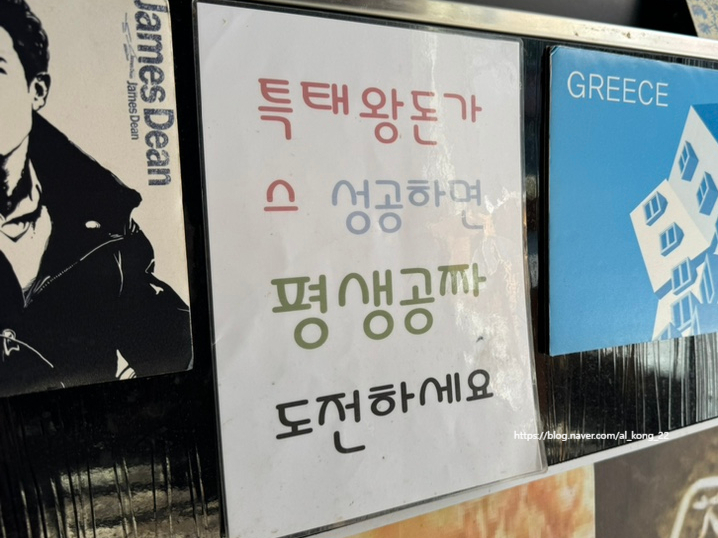 James Dean
James Dean
특태왕돈가
스 성공하면
평생공짜
도전하세요
GREECE
https://blog.naver.com/al_kong_22